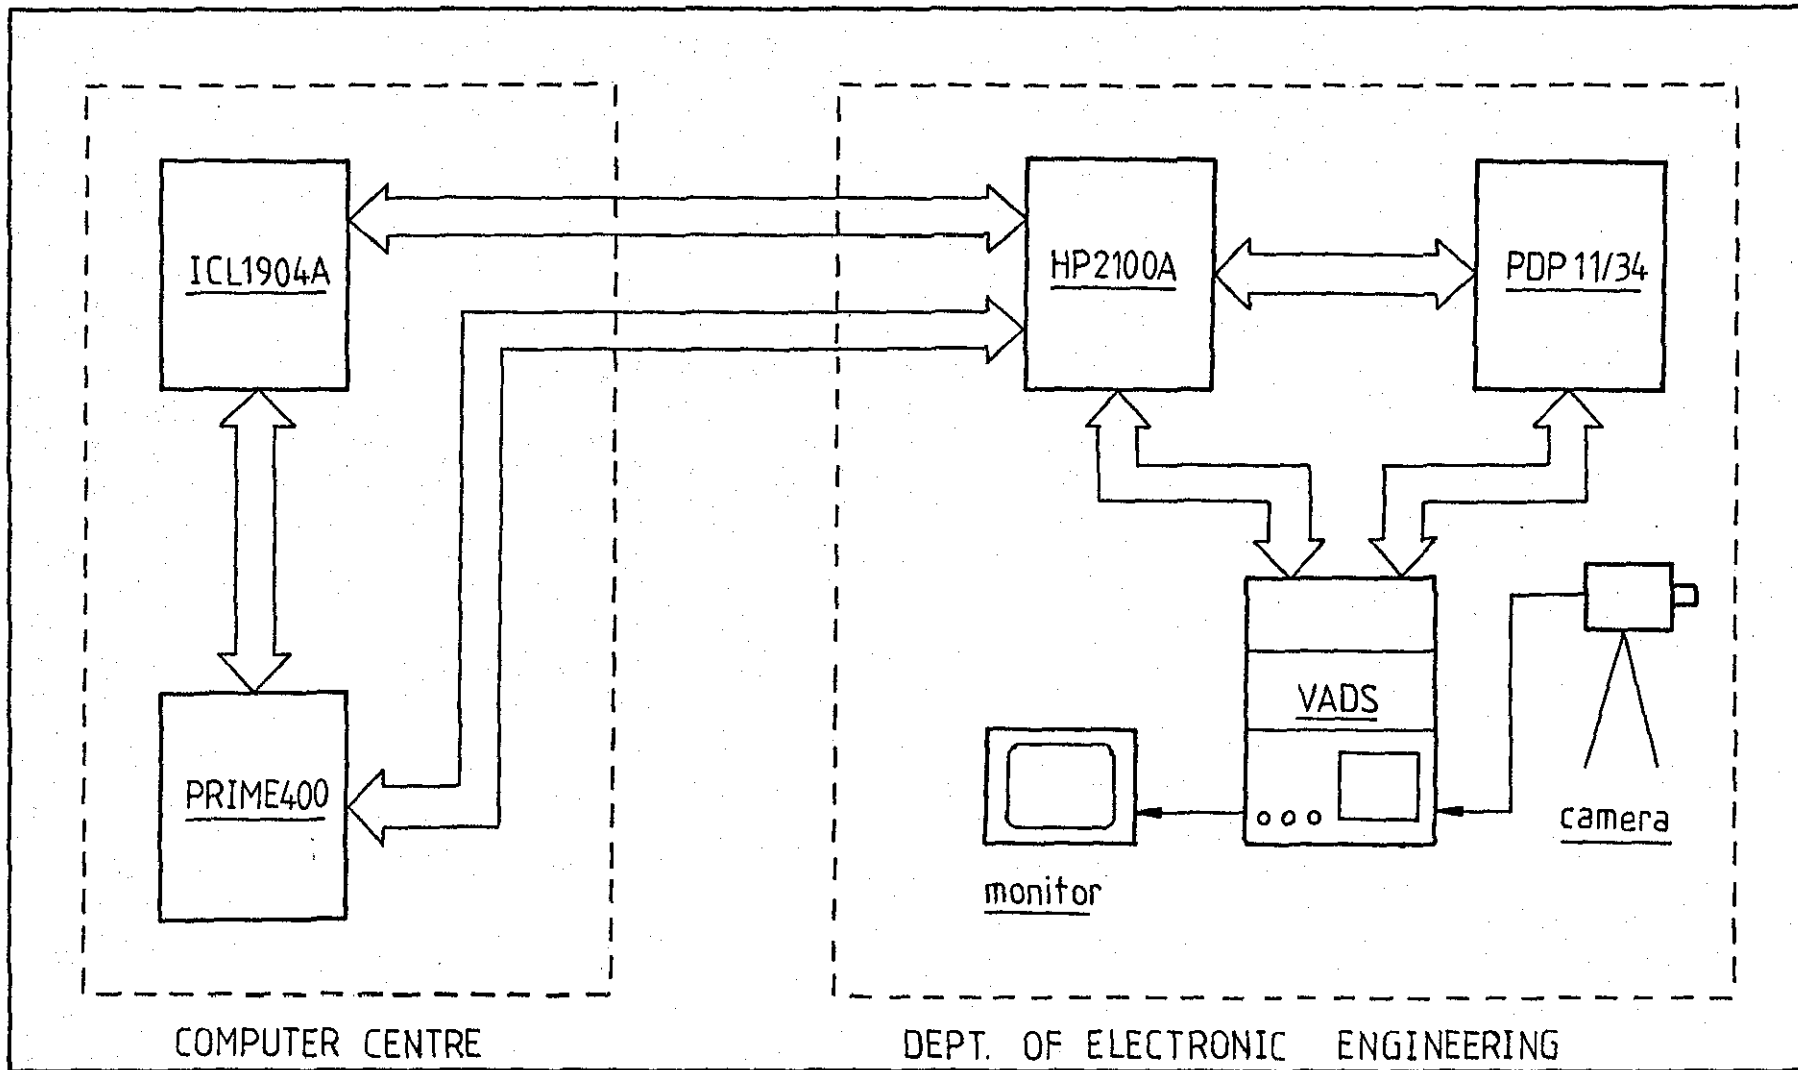 ICL1904A
HP2100A
PDP 11/34
PRIME400
VADS
camera
monitor
COMPUTER CENTRE
DEPT. OF ELECTRONIC ENGINEERING